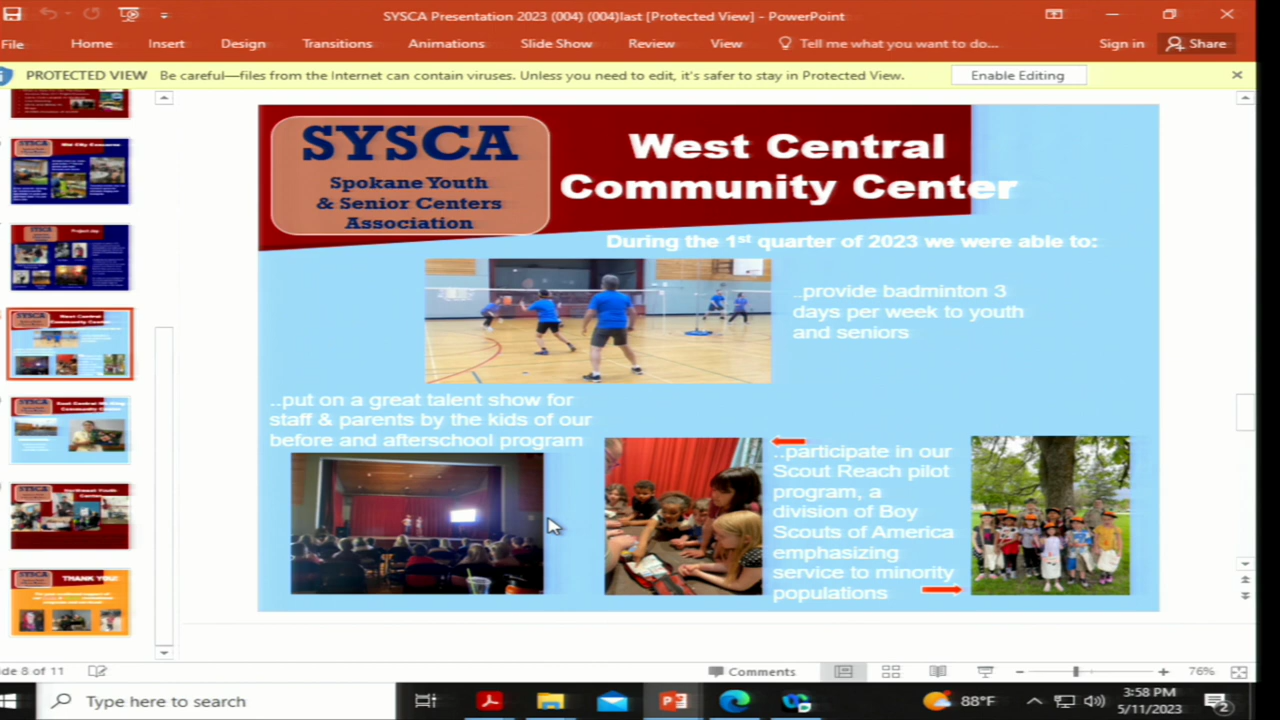 SYSCA Presentation 2023 (004) (004)last [Protected View] - PowerPoint
File Home Insert Design Transitions Animations Slide Show Review View Tell me what you want to do... Sign in Share
PROTECTED VIEW Be careful—files from the Internet can contain viruses. Unless you need to edit, it's safer to stay in Protected View. Enable Editing
SYSCA
Spokane Youth
& Senior Centers
Association
West Central
Community Center
During the 1st quarter of 2023 we were able to:
..provide badminton 3
days per week to youth
and seniors
..put on a great talent show for
staff & parents by the kids of our
before and afterschool program
..participate in our
Scout Reach pilot
program, a
division of Boy
Scouts of America
emphasizing
service to minority
populations
THANK YOU!
lide 8 of 11
Comments
76%
Type here to search
88°F
3:58 PM
5/11/2023
2